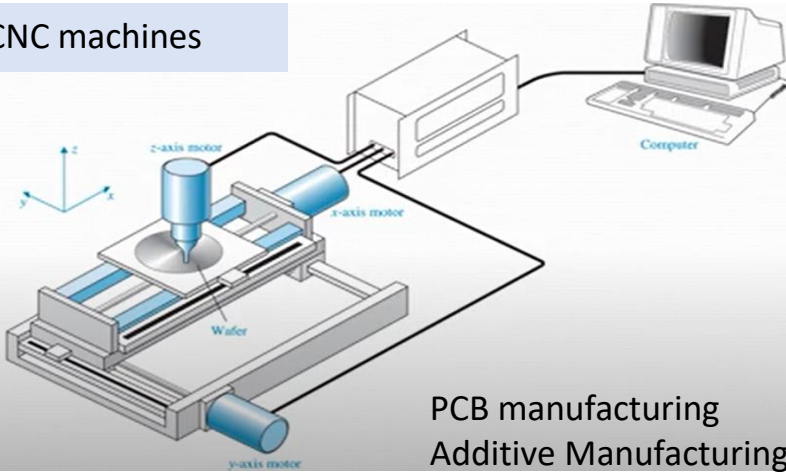 CNC machines
z-axis motor
Computer
z
y
x
x-axis motor
Wafer
PCB manufacturing
Additive Manufacturing
y-axis motor